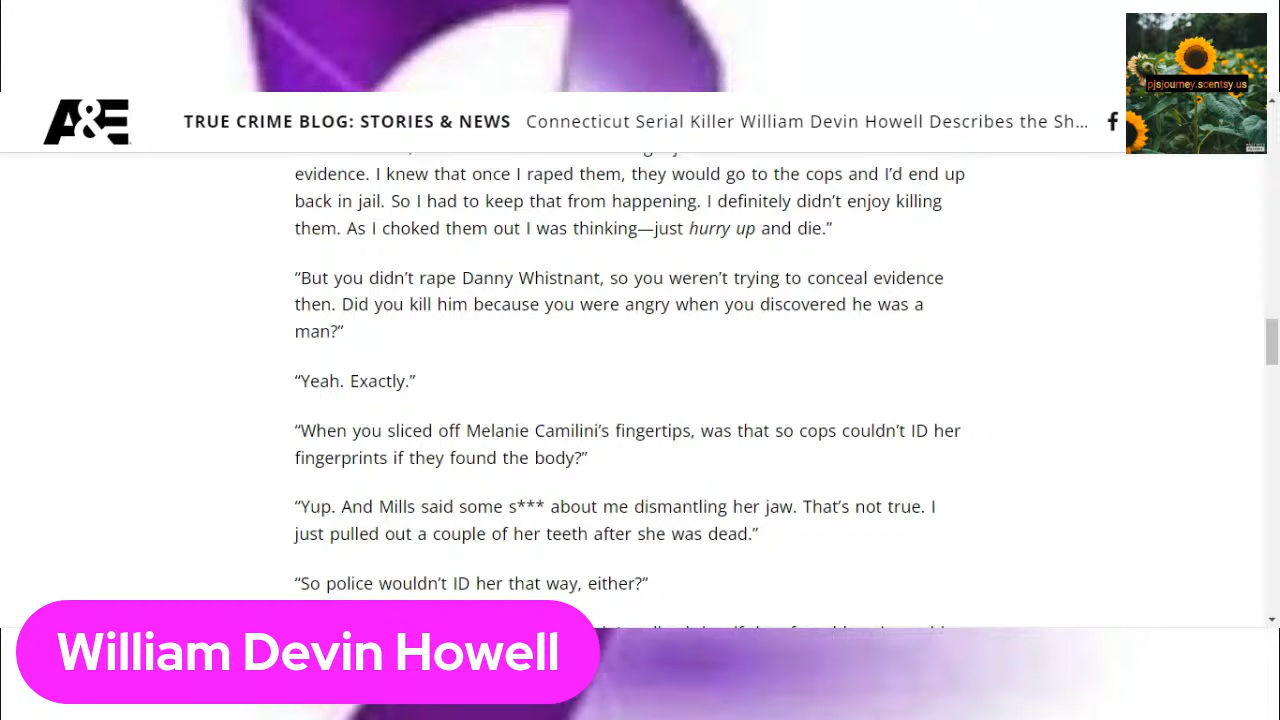 A&E
TRUE CRIME BLOG: STORIES & NEWS
Connecticut Serial Killer William Devin Howell Describes the Sh...
f
pjsjourney.scentsy.us
evidence. I knew that once I raped them, they would go to the cops and I’d end up
back in jail. So I had to keep that from happening. I definitely didn’t enjoy killing
them. As I choked them out I was thinking—just hurry up and die.”
“But you didn’t rape Danny Whistnant, so you weren’t trying to conceal evidence
then. Did you kill him because you were angry when you discovered he was a
man?”
“Yeah. Exactly.”
“When you sliced off Melanie Camilini’s fingertips, was that so cops couldn’t ID her
fingerprints if they found the body?”
“Yup. And Mills said some s*** about me dismantling her jaw. That’s not true. I
just pulled out a couple of her teeth after she was dead.”
“So police wouldn’t ID her that way, either?”
William Devin Howell